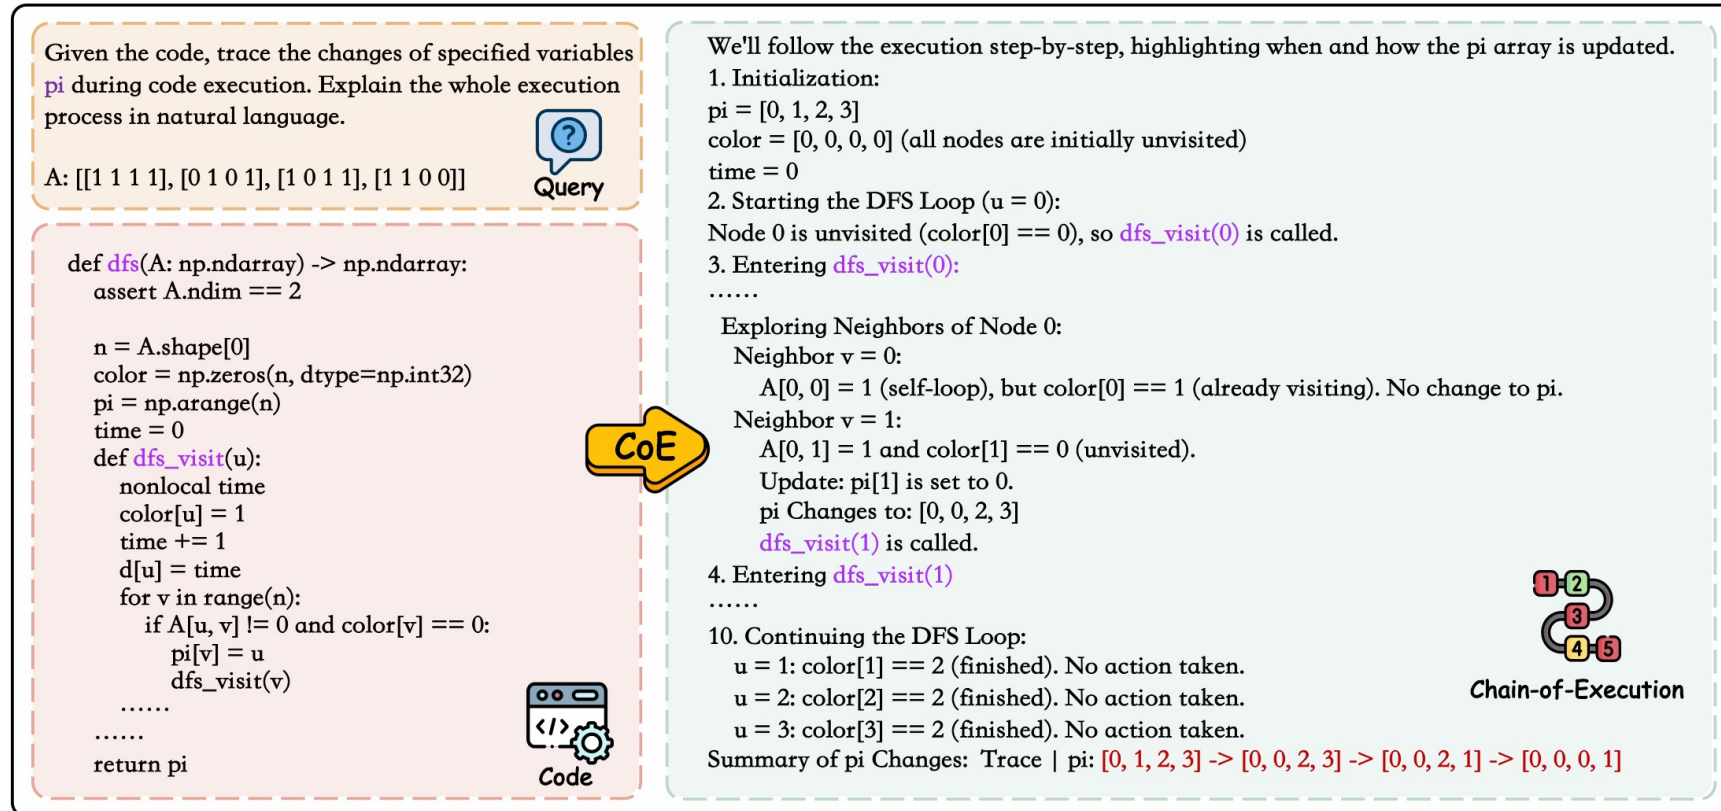 Given the code, trace the changes of specified variables
pi during code execution. Explain the whole execution
process in natural language.
A: [[1 1 1 1], [0 1 0 1], [1 0 1 1], [1 1 0 0]]
?
Query
def dfs(A: np.ndarray) -> np.ndarray:
assert A.ndim == 2
n = A.shape[0]
color = np.zeros(n, dtype=np.int32)
pi = np.arange(n)
time = 0
def dfs_visit(u):
nonlocal time
color[u] = 1
time += 1
d[u] = time
for v in range(n):
if A[u, v] != 0 and color[v] == 0:
pi[v] = u
dfs_visit(v)
......
......
return pi
</>
Code
CoE
We'll follow the execution step-by-step, highlighting when and how the pi array is updated.
1. Initialization:
pi = [0, 1, 2, 3]
color = [0, 0, 0, 0] (all nodes are initially unvisited)
time = 0
2. Starting the DFS Loop (u = 0):
Node 0 is unvisited (color[0] == 0), so dfs_visit(0) is called.
3. Entering dfs_visit(0):
......
Exploring Neighbors of Node 0:
Neighbor v = 0:
A[0, 0] = 1 (self-loop), but color[0] == 1 (already visiting). No change to pi.
Neighbor v = 1:
A[0, 1] = 1 and color[1] == 0 (unvisited).
Update: pi[1] is set to 0.
pi Changes to: [0, 0, 2, 3]
dfs_visit(1) is called.
4. Entering dfs_visit(1)
......
10. Continuing the DFS Loop:
u = 1: color[1] == 2 (finished). No action taken.
u = 2: color[2] == 2 (finished). No action taken.
u = 3: color[3] == 2 (finished). No action taken.
Summary of pi Changes: Trace | pi: [0, 1, 2, 3] -> [0, 0, 2, 3] -> [0, 0, 2, 1] -> [0, 0, 0, 1]
1 2
3
4 5
Chain-of-Execution